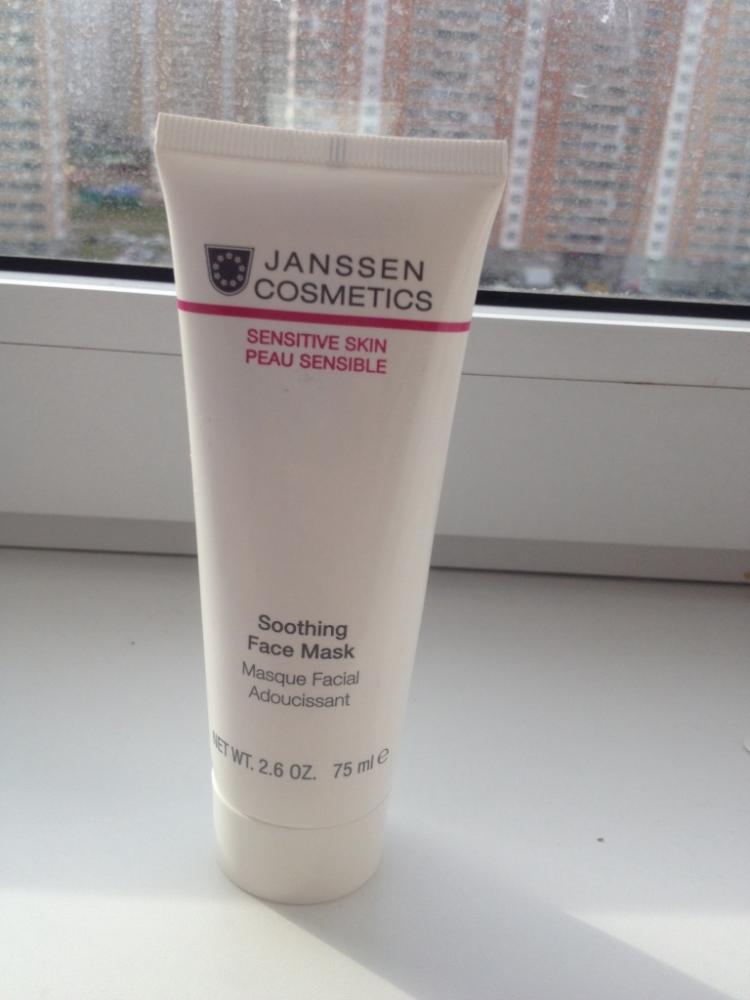 JANSSEN
COSMETICS
SENSITIVE SKIN
PEAU SENSIBLE
Soothing
Face Mask
Masque Facial
Adoucissant
NET WT. 2.6 OZ. 75 ml e